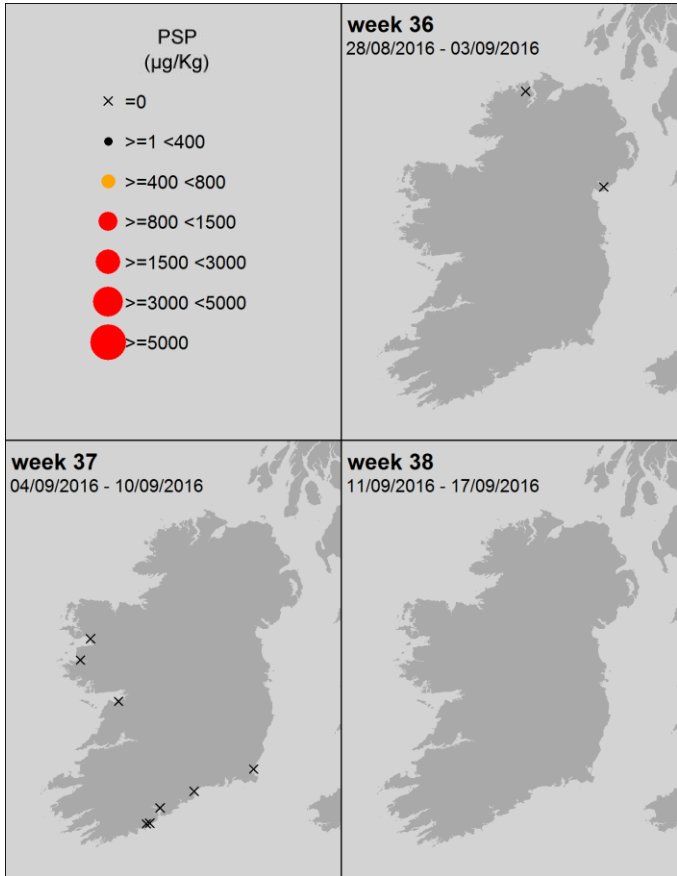 PSP
(µg/Kg)
=0
>=1 <400
>=400 <800
>=800 <1500
>=1500 <3000
>=3000 <5000
>=5000
week 36
28/08/2016 - 03/09/2016
week 37
04/09/2016 - 10/09/2016
week 38
11/09/2016 - 17/09/2016